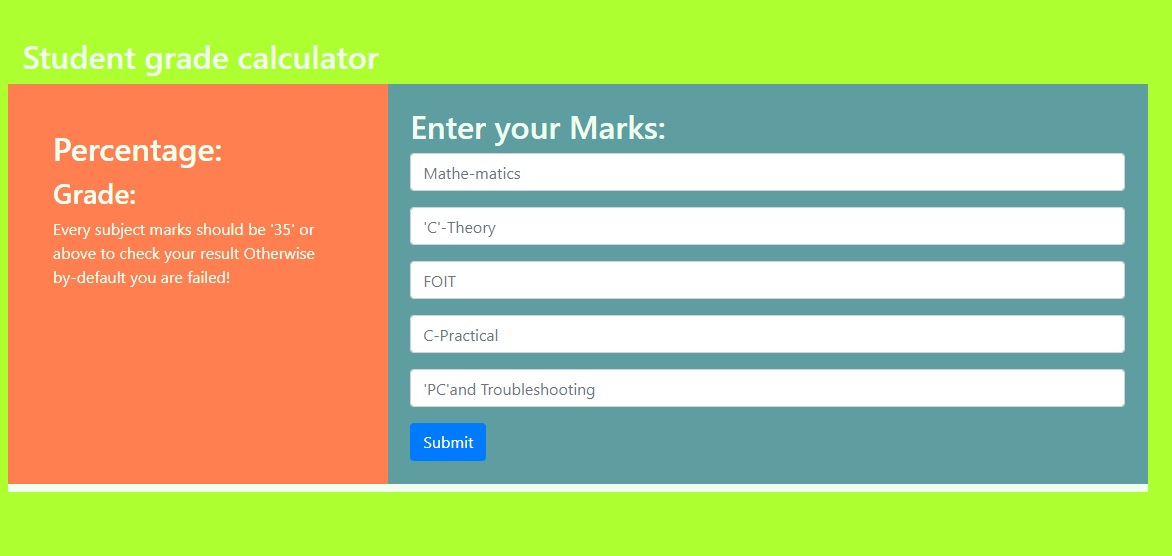 Student grade calculator
Percentage:
Grade:
Every subject marks should be '35' or
above to check your result Otherwise
by-default you are failed!
Enter your Marks:
Mathe-matics
'C'-Theory
FOIT
C-Practical
'PC'and Troubleshooting
Submit